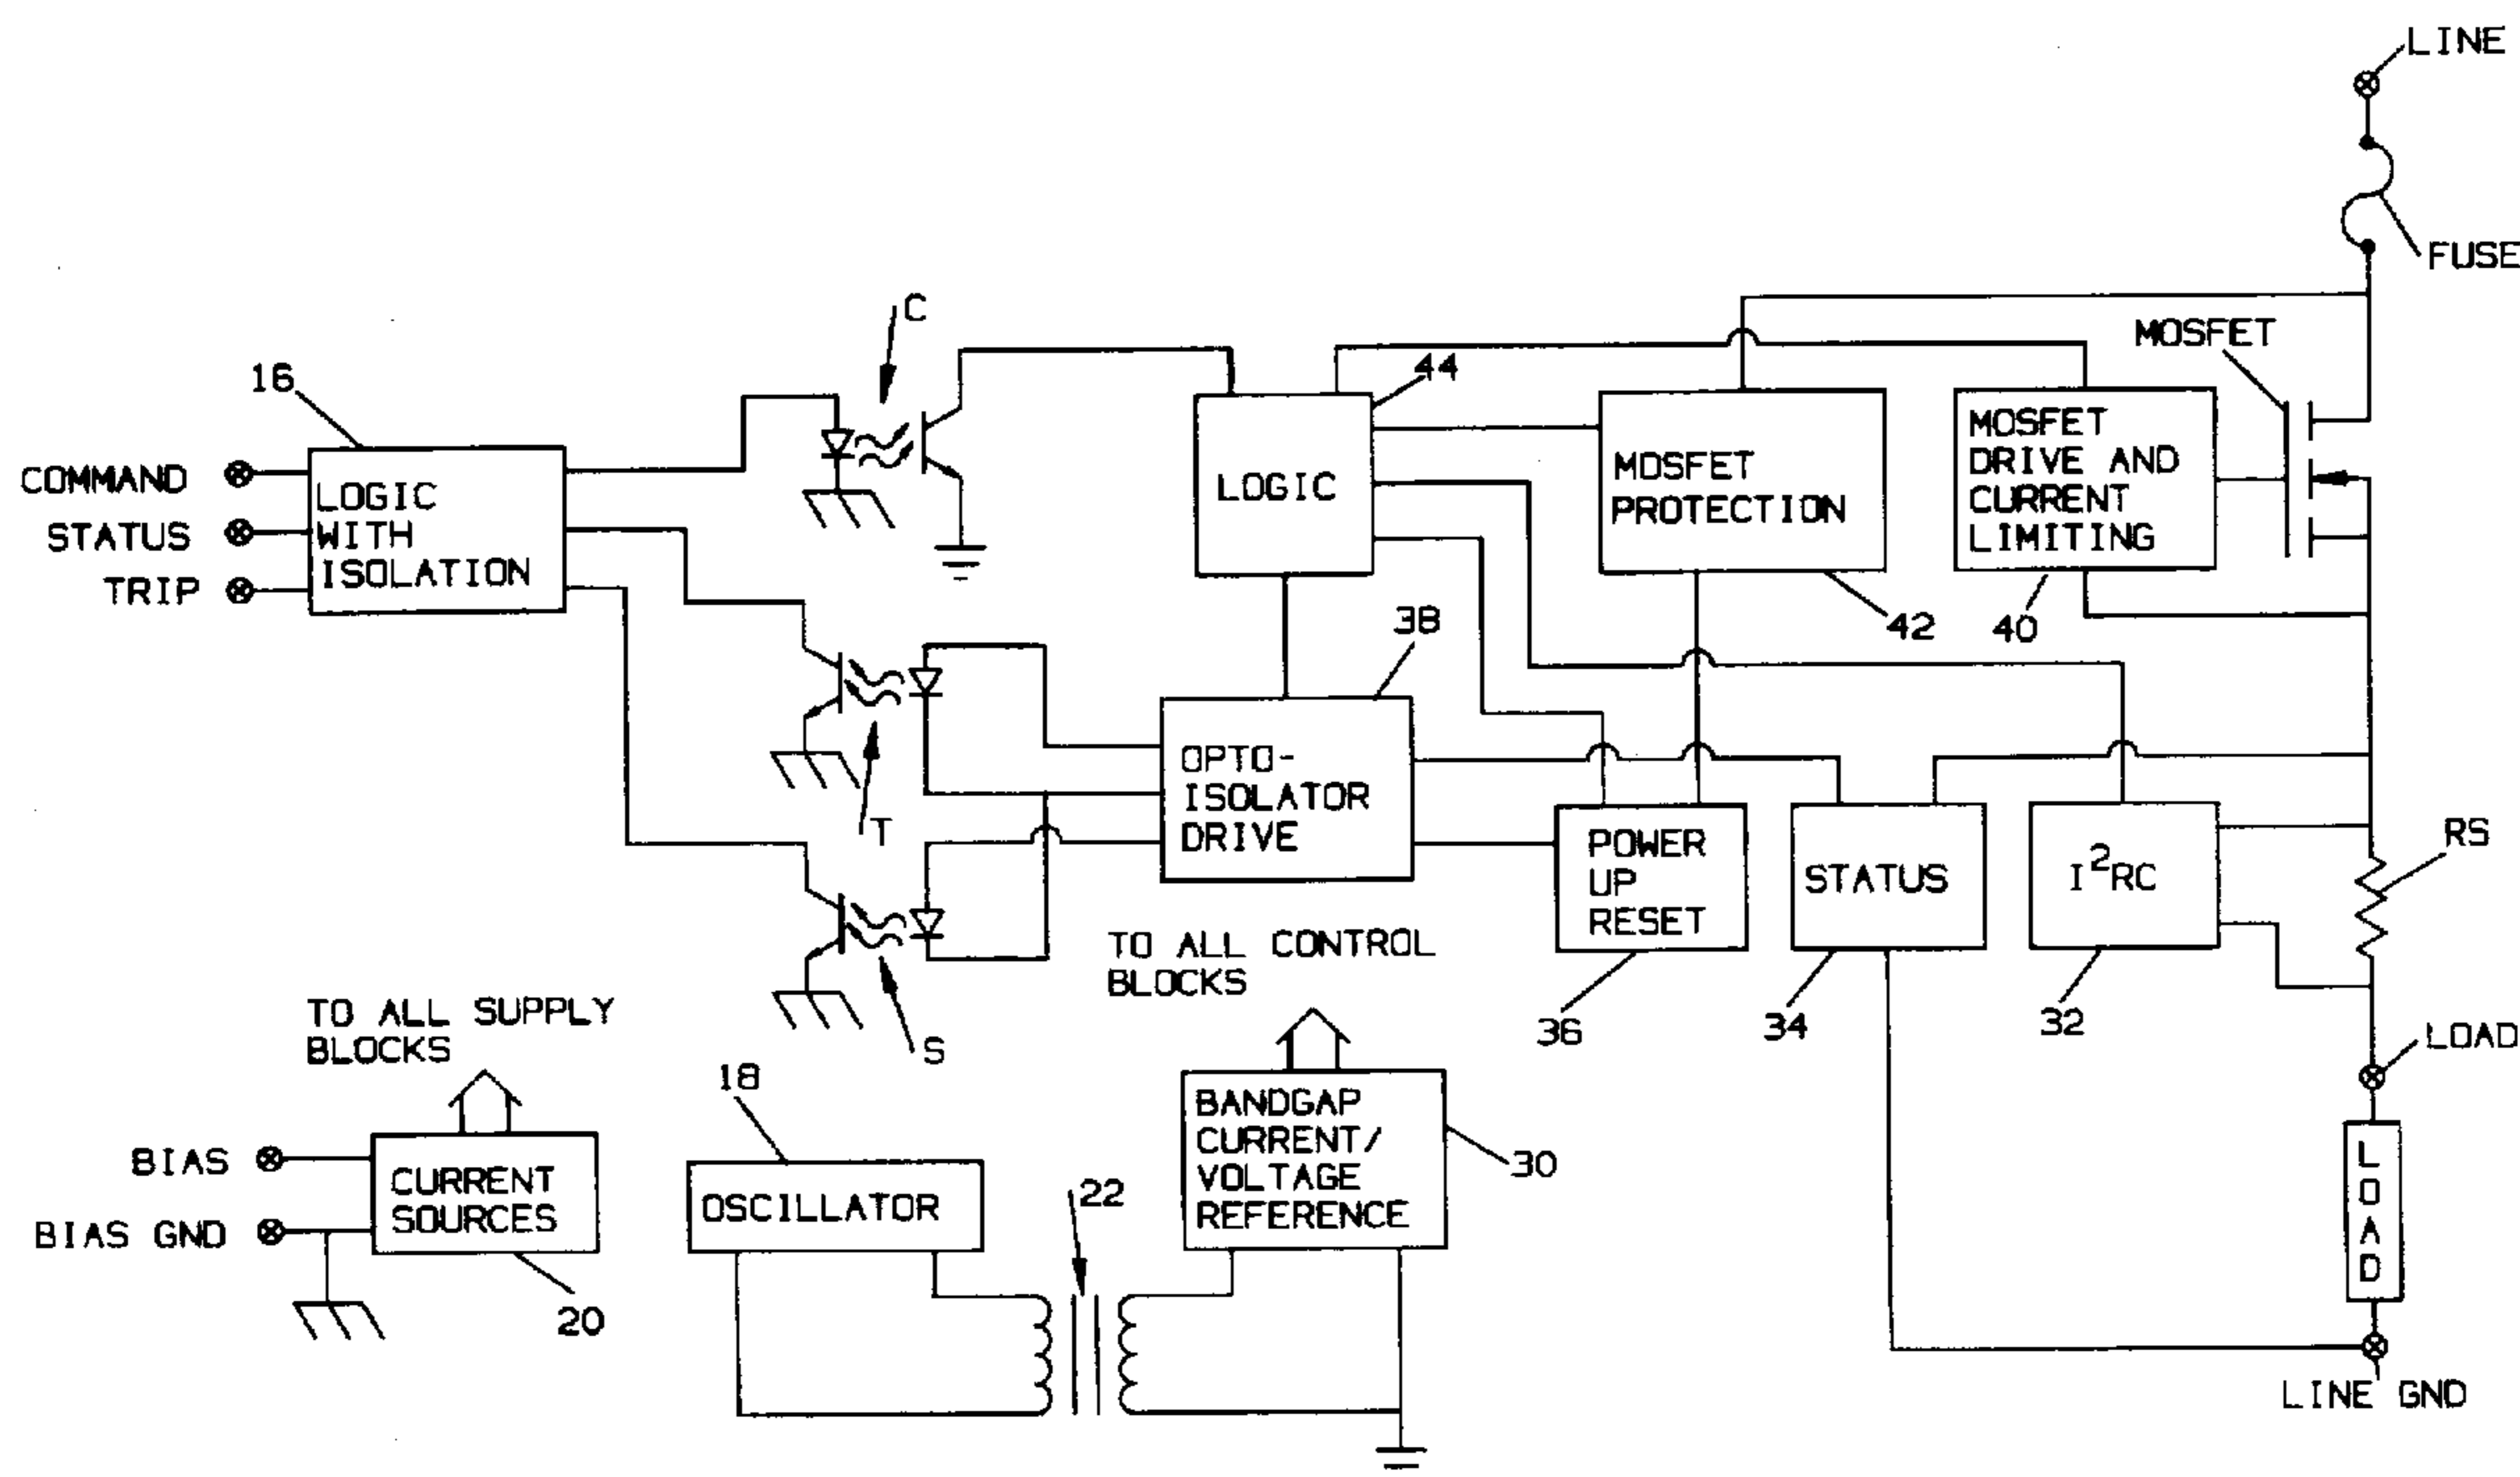 LINE
FUSE
C
MOSFET
16
44
COMMAND
STATUS
TRIP
LOGIC
WITH
ISOLATION
LOGIC
MOSFET
PROTECTION
MOSFET
DRIVE AND
CURRENT
LIMITING
38
42
40
T
OPTO-
ISOLATOR
DRIVE
POWER
UP
RESET
STATUS
I²RC
RS
TO ALL CONTROL
BLOCKS
36
34
32
S
LOAD
TO ALL SUPPLY
BLOCKS
18
BIAS
BIAS GND
CURRENT
SOURCES
20
OSCILLATOR
22
BANDGAP
CURRENT/
VOLTAGE
REFERENCE
30
LOAD
LINE GND